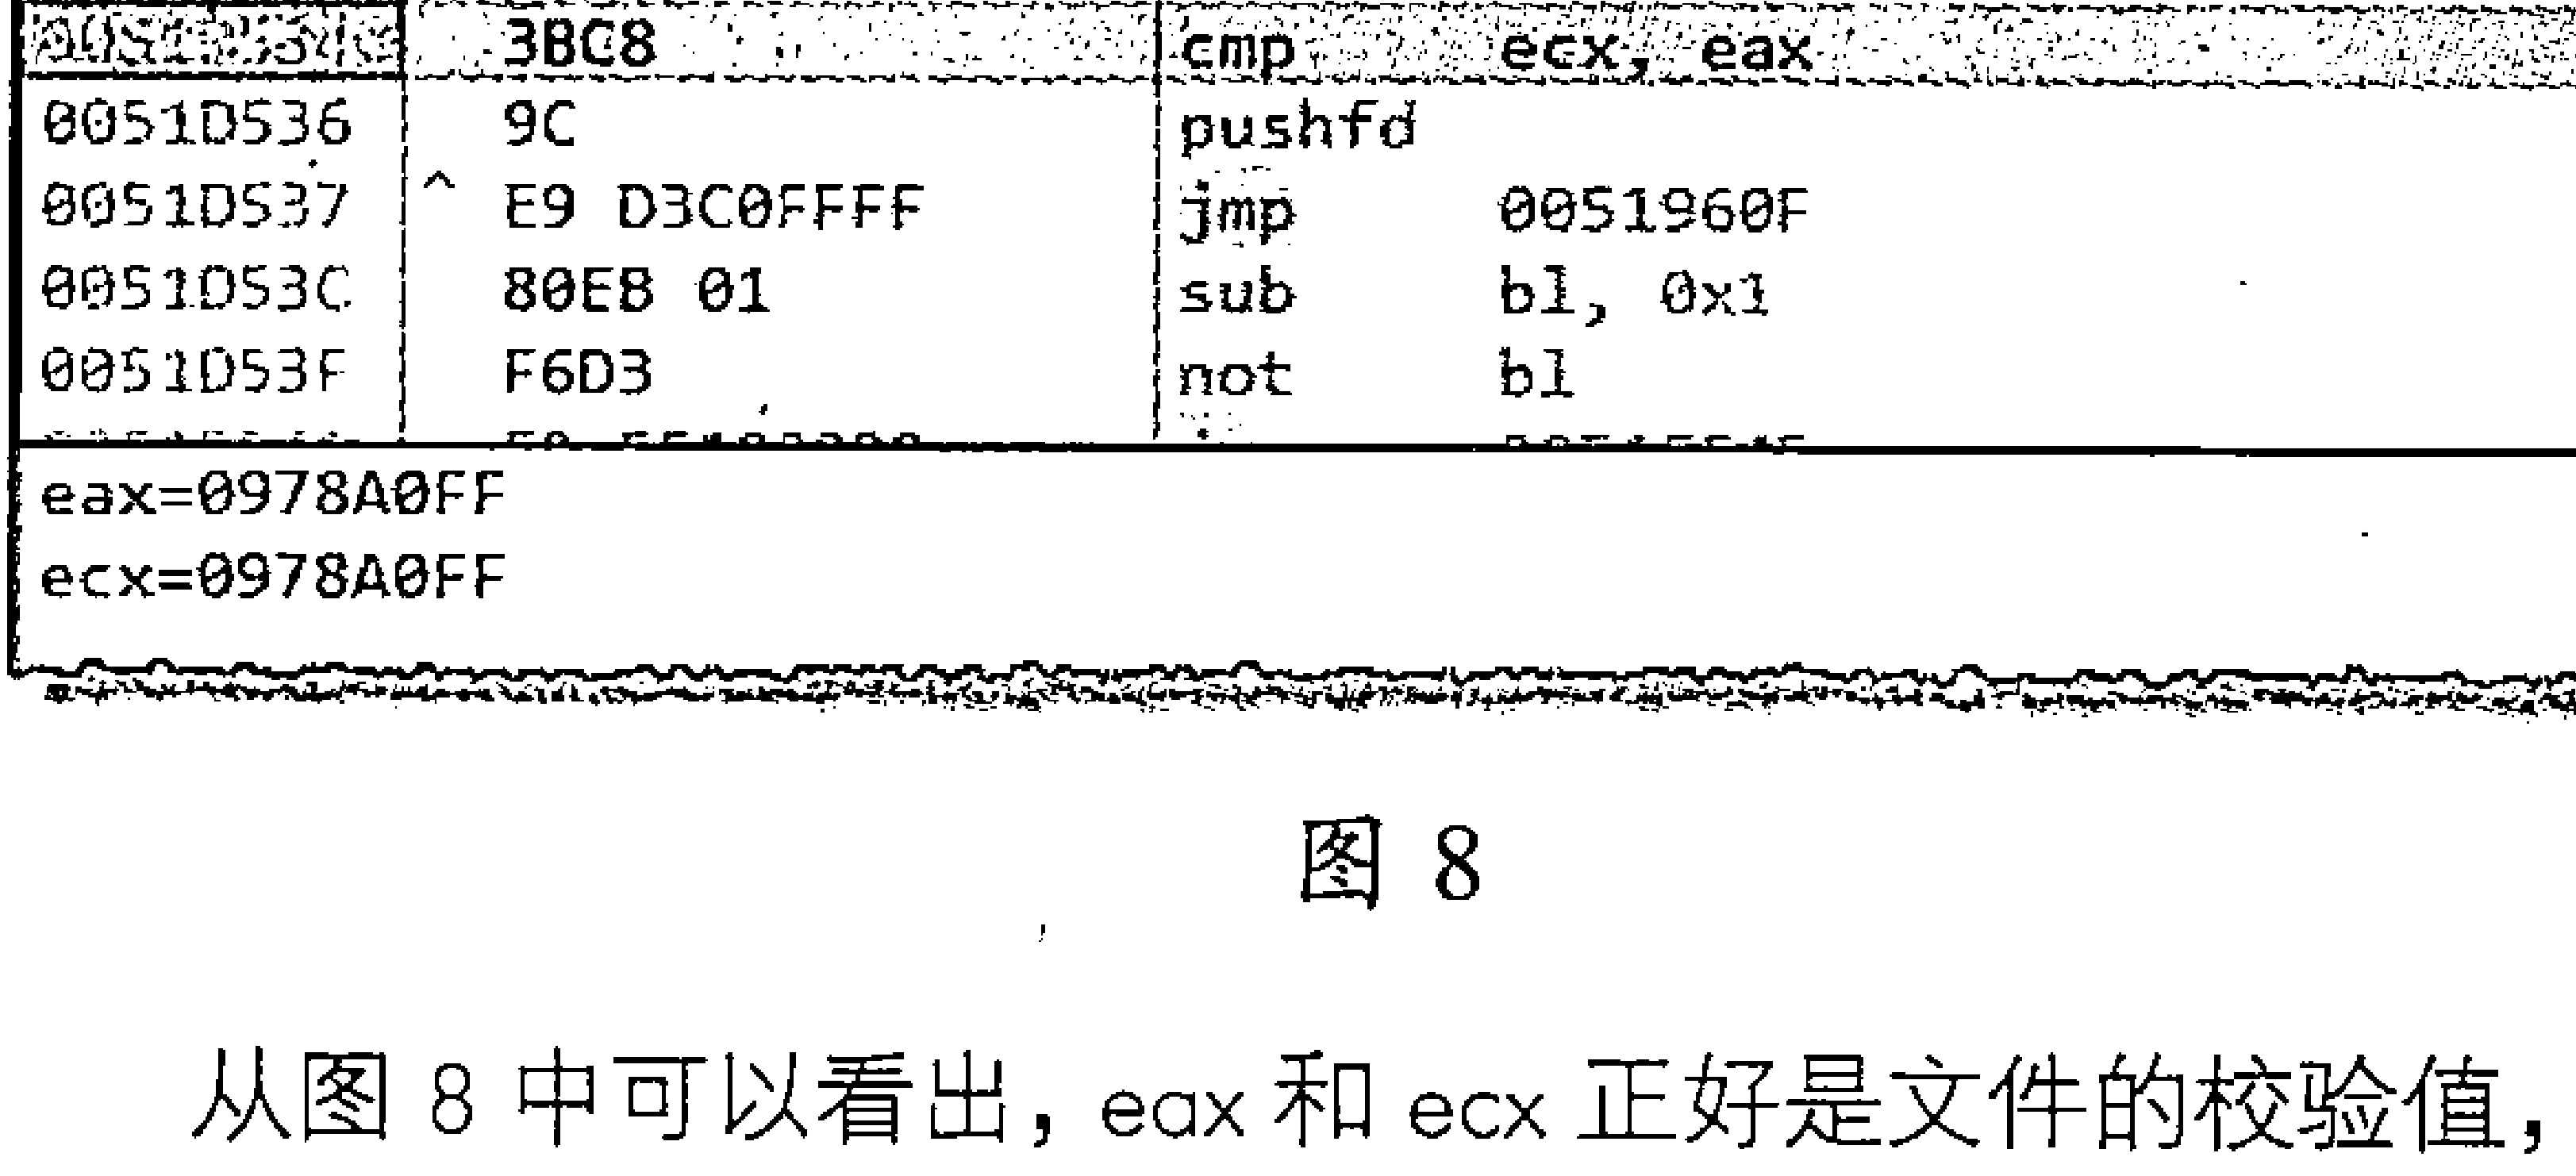 3BC8 cmp ecx, eax
0051D536 9C pushfd
0051D537 ^ E9 D3C0FFFF jmp 0051960F
0051D53C 80EB 01 sub bl, 0x1
0051D53F F6D3 not bl
eax=0978A0FF
ecx=0978A0FF
图 8
从图 8 中可以看出，eax 和 ecx 正好是文件的校验值，